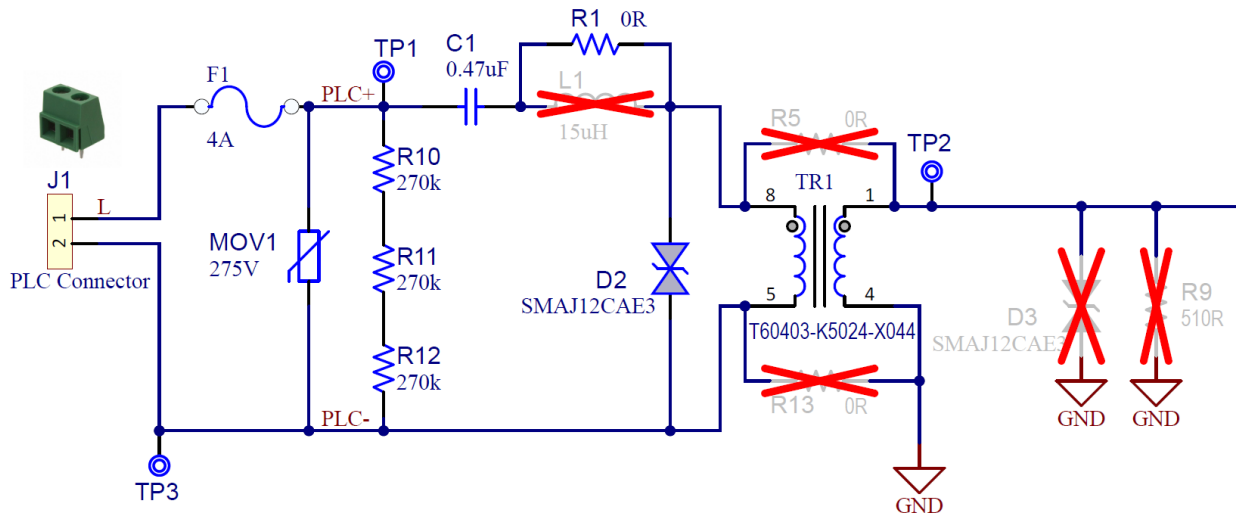 R1 0R
TP1
C1
0.47uF
L1
15uH
F1
4A
PLC+
R5 0R
TP2
TR1
8
1
J1
L
1
2
PLC Connector
R10
270k
R11
270k
MOV1
275V
D2
SMAJ12CAE3
5
4
T60403-K5024-X044
D3
SMAJ12CAE3
R9
510R
R12
270k
R13 0R
PLC-
GND
GND
TP3
GND